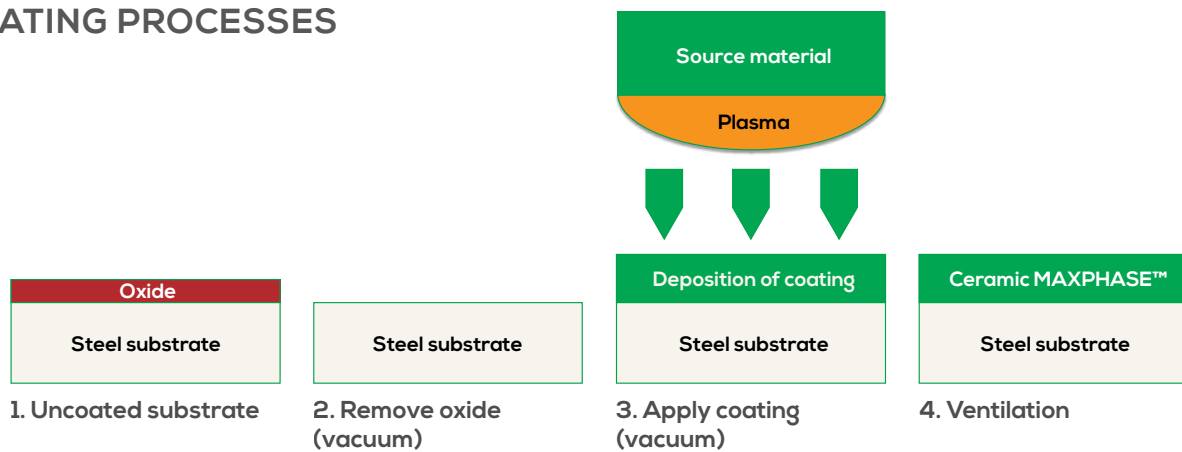 ATING PROCESSES
Source material
Plasma
Oxide
Steel substrate
1. Uncoated substrate
Steel substrate
2. Remove oxide
(vacuum)
Deposition of coating
Steel substrate
3. Apply coating
(vacuum)
Ceramic MAXPHASE™
Steel substrate
4. Ventilation